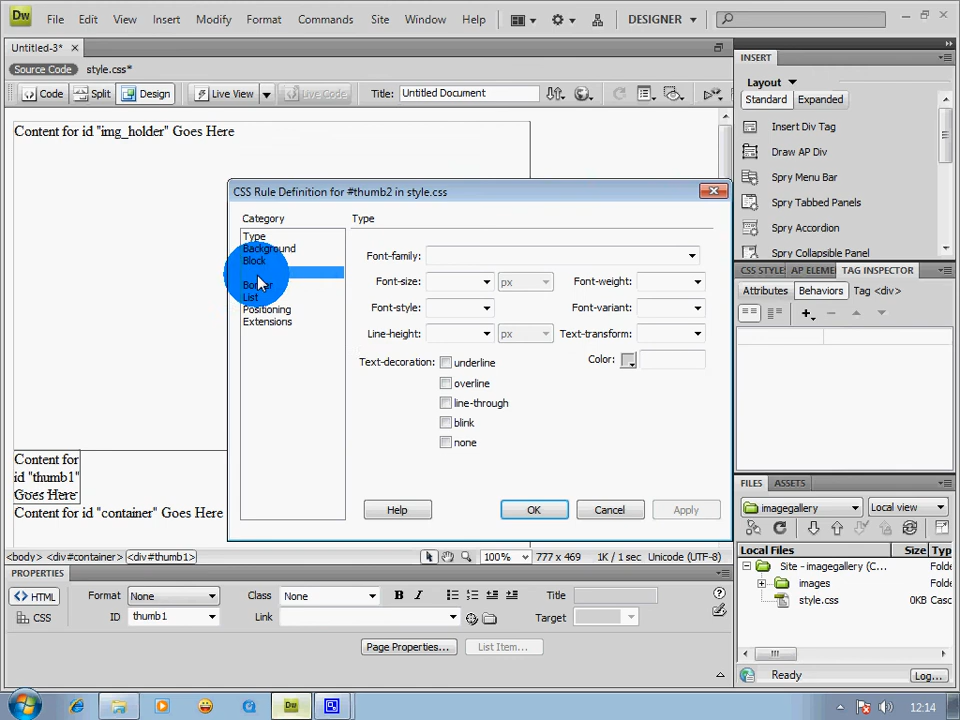 Dw File Edit View Insert Modify Format Commands Site Window Help DESIGNER
Untitled-3*
Source Code style.css*
Code Split Design Live View Live Code Title: Untitled Document
INSERT
Layout
Standard Expanded
Insert Div Tag
Draw AP Div
Spry Menu Bar
Spry Tabbed Panels
Spry Accordion
Spry Collapsible Panel
Content for id "img_holder" Goes Here
CSS Rule Definition for #thumb2 in style.css
Category
Type
Background
Block
Border
List
Positioning
Extensions
Type
Font-family:
Font-size: px Font-weight:
Font-style: Font-variant:
Line-height: px Text-transform:
Text-decoration: underline Color:
overline
line-through
blink
none
Help OK Cancel Apply
CSS STYLES AP ELEME TAG INSPECTOR
Attributes Behaviors Tag <div>
Content for
id "thumb1"
Goes Here
Content for id "container" Goes Here
<body> <div#container> <div#thumb1> 100% 777 x 469 1K / 1 sec Unicode (UTF-8)
PROPERTIES
HTML Format None Class None Title
CSS ID thumb1 Link Target
Page Properties... List Item...
FILES ASSETS
imagegallery Local view
Local Files Size Typ
Site - imagegallery (C... Folde
images Folde
style.css 0KB Casc
Ready Log...
12:14